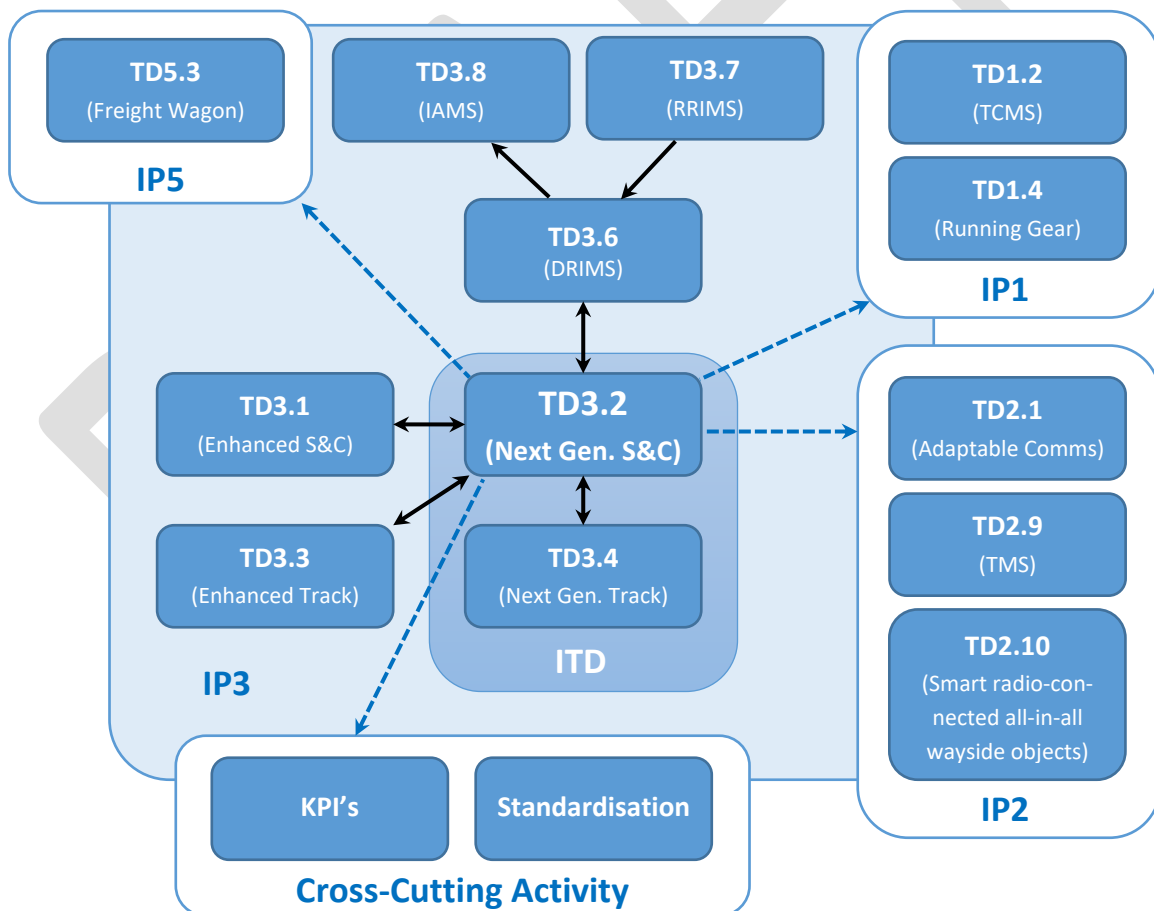 TD5.3
(Freight Wagon)
IP5
TD3.8
(IAMS)
TD3.7
(RRIMS)
TD1.2
(TCMS)
TD1.4
(Running Gear)
IP1
TD3.6
(DRIMS)
TD3.1
(Enhanced S&C)
TD3.2
(Next Gen. S&C)
TD3.3
(Enhanced Track)
TD3.4
(Next Gen. Track)
ITD
IP3
TD2.1
(Adaptable Comms)
TD2.9
(TMS)
TD2.10
(Smart radio-con-
nected all-in-all
wayside objects)
IP2
KPI's
Standardisation
Cross-Cutting Activity